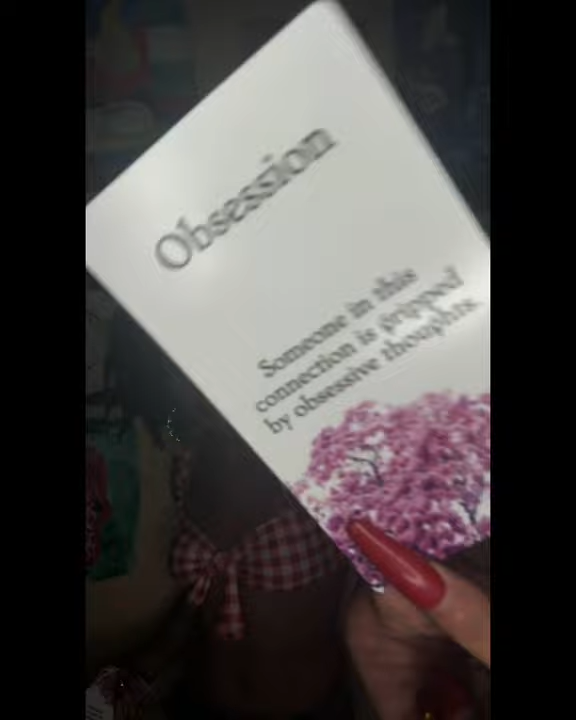 Obsession
Someone in this
connection is gripped
by obsessive thoughts.